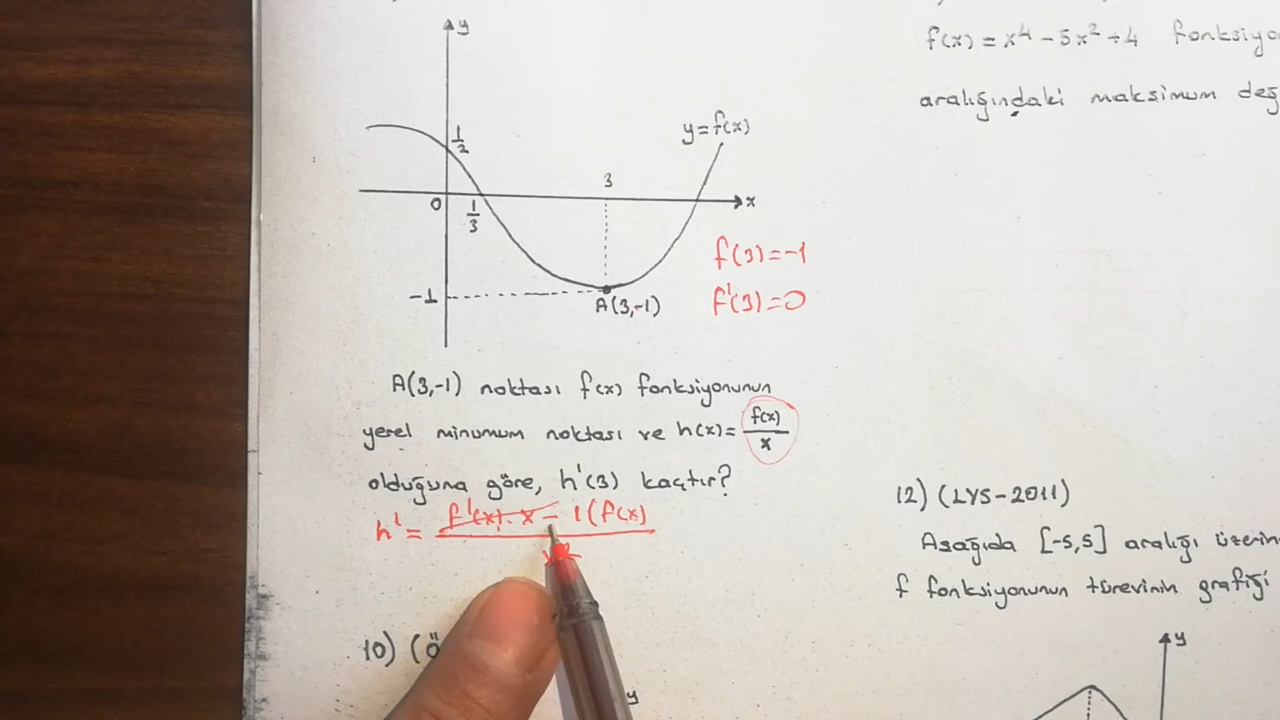 y
1/2
y=f(x)
3
0
1/3
x
f(3)=-1
-1
A(3,-1)
f'(3)=0
A(3,-1) noktası f(x) fonksiyonunun
yerel minumum noktası ve h(x)= f(x)/x
olduğuna göre, h'(3) kaçtır?
h' = f'(x). x - 1(f(x)
10) (Ö
y
f(x) = x⁴ - 5x² + 4 fonksiyo
aralığındaki maksimum değ
12) (LYS-2011)
Aşağıda [-5,5] aralığı üzerin
f fonksiyonunun türevinin grafiği
y